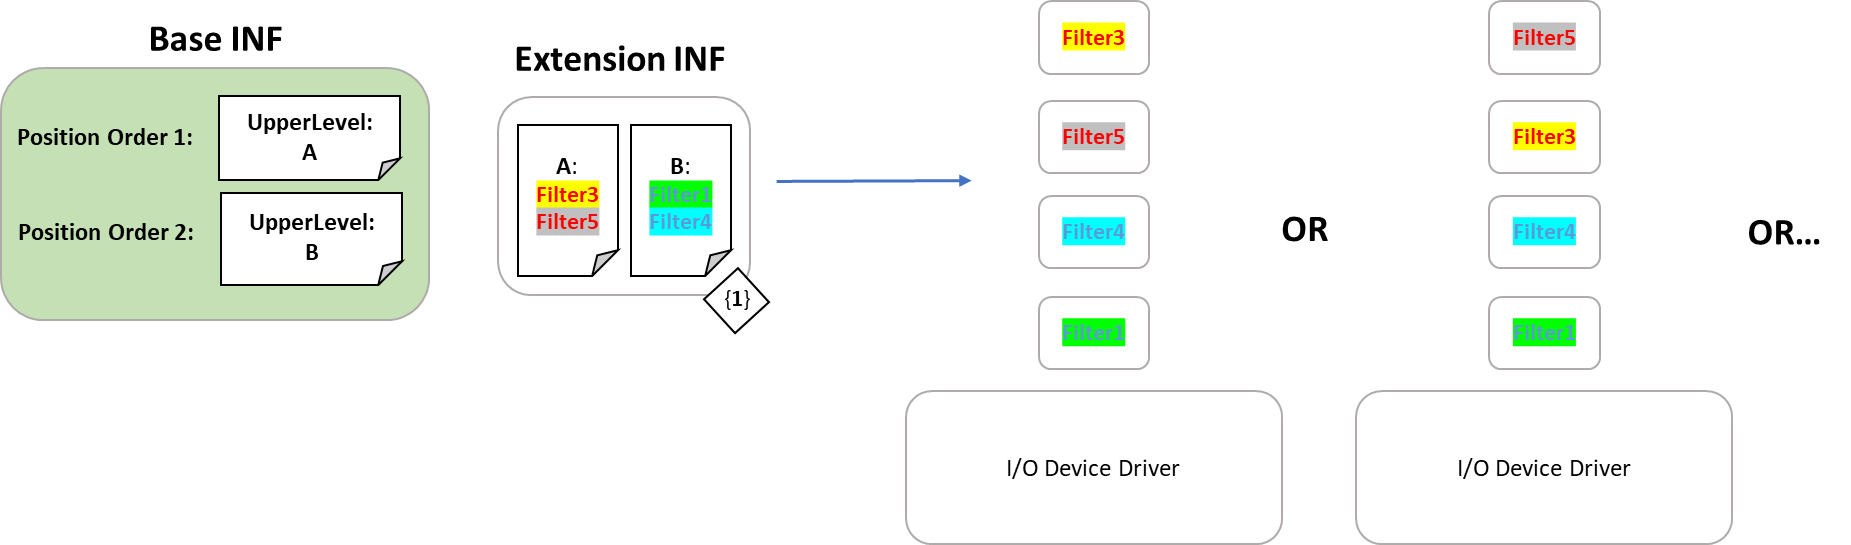 Base INF
Position Order 1:
UpperLevel:
A
Position Order 2:
UpperLevel:
B
Extension INF
A:
Filter3
Filter5
B:
Filter1
Filter4
{1}
Filter3
Filter5
Filter4
Filter1
I/O Device Driver
OR
Filter5
Filter3
Filter4
Filter1
I/O Device Driver
OR...